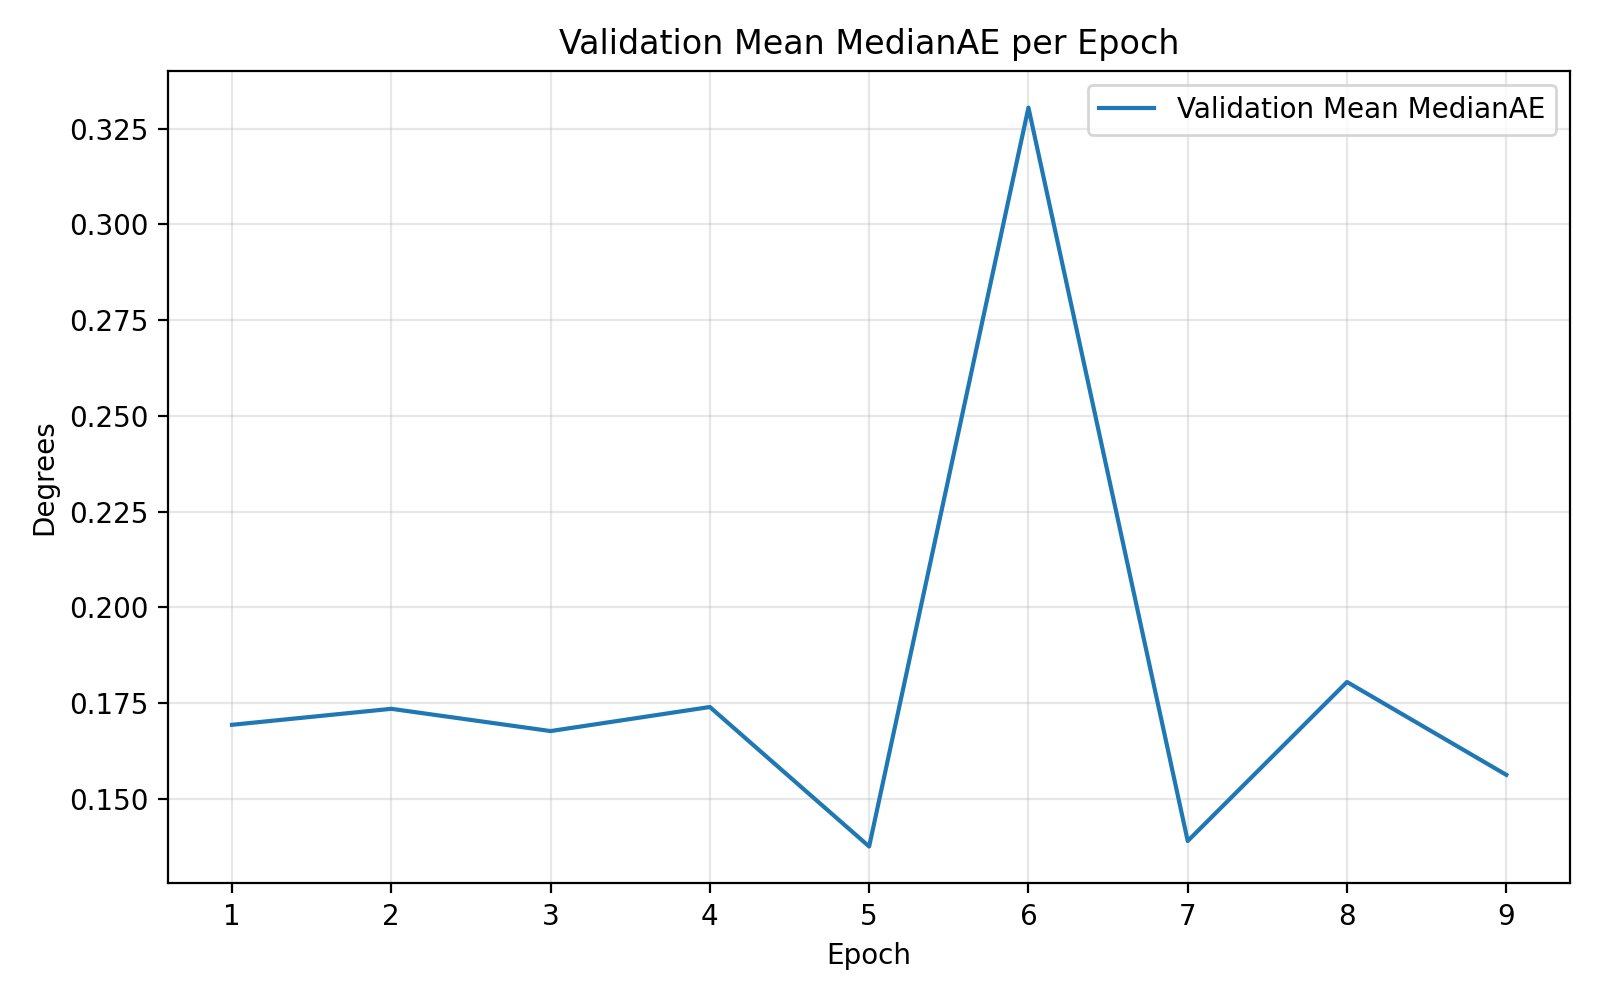 Validation Mean MedianAE per Epoch
Validation Mean MedianAE
0.325
0.300
0.275
0.250
0.225
0.200
0.175
0.150
Degrees
1 2 3 4 5 6 7 8 9
Epoch